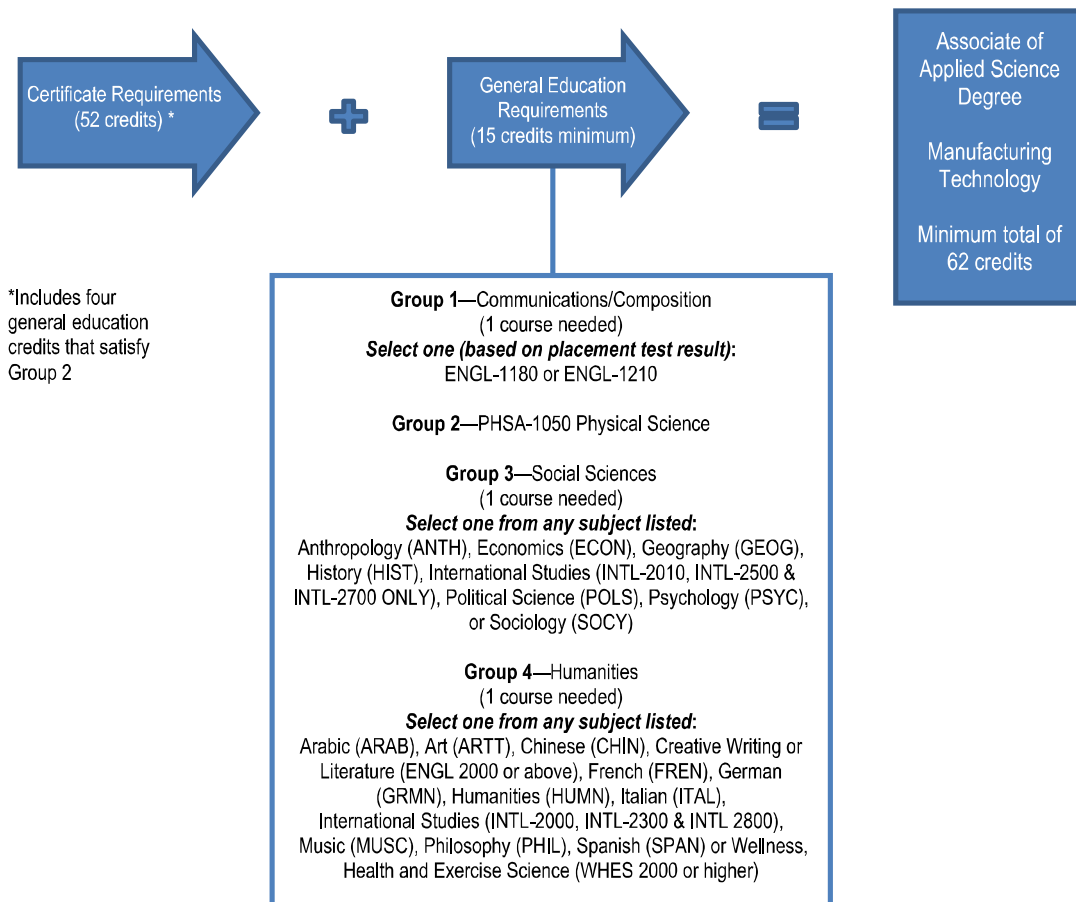 Certificate Requirements
(52 credits) *
+
General Education
Requirements
(15 credits minimum)
=
Associate of
Applied Science
Degree
Manufacturing
Technology
Minimum total of
62 credits
*Includes four
general education
credits that satisfy
Group 2
Group 1—Communications/Composition
(1 course needed)
Select one (based on placement test result):
ENGL-1180 or ENGL-1210
Group 2—PHSA-1050 Physical Science
Group 3—Social Sciences
(1 course needed)
Select one from any subject listed:
Anthropology (ANTH), Economics (ECON), Geography (GEOG),
History (HIST), International Studies (INTL-2010, INTL-2500 &
INTL-2700 ONLY), Political Science (POLS), Psychology (PSYC),
or Sociology (SOCY)
Group 4—Humanities
(1 course needed)
Select one from any subject listed:
Arabic (ARAB), Art (ARTT), Chinese (CHIN), Creative Writing or
Literature (ENGL 2000 or above), French (FREN), German
(GRMN), Humanities (HUMN), Italian (ITAL),
International Studies (INTL-2000, INTL-2300 & INTL 2800),
Music (MUSC), Philosophy (PHIL), Spanish (SPAN) or Wellness,
Health and Exercise Science (WHES 2000 or higher)